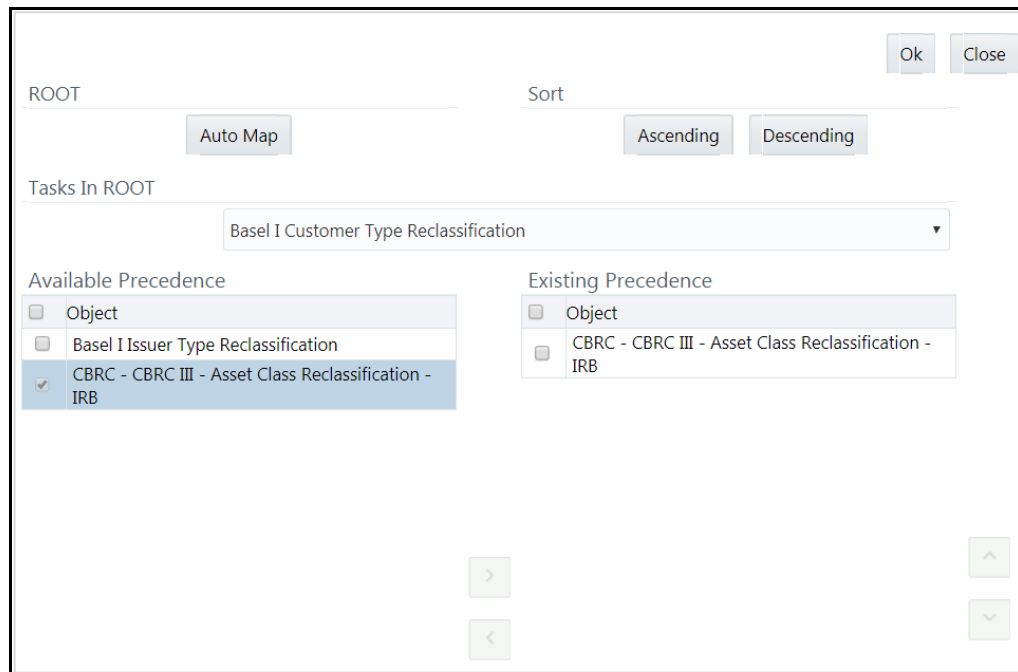 Ok Close
ROOT Sort
Auto Map Ascending Descending
Tasks In ROOT
Basel I Customer Type Reclassification
Available Precedence
Object
Basel I Issuer Type Reclassification
CBRC - CBRC III - Asset Class Reclassification -
IRB
Existing Precedence
Object
CBRC - CBRC III - Asset Class Reclassification -
IRB